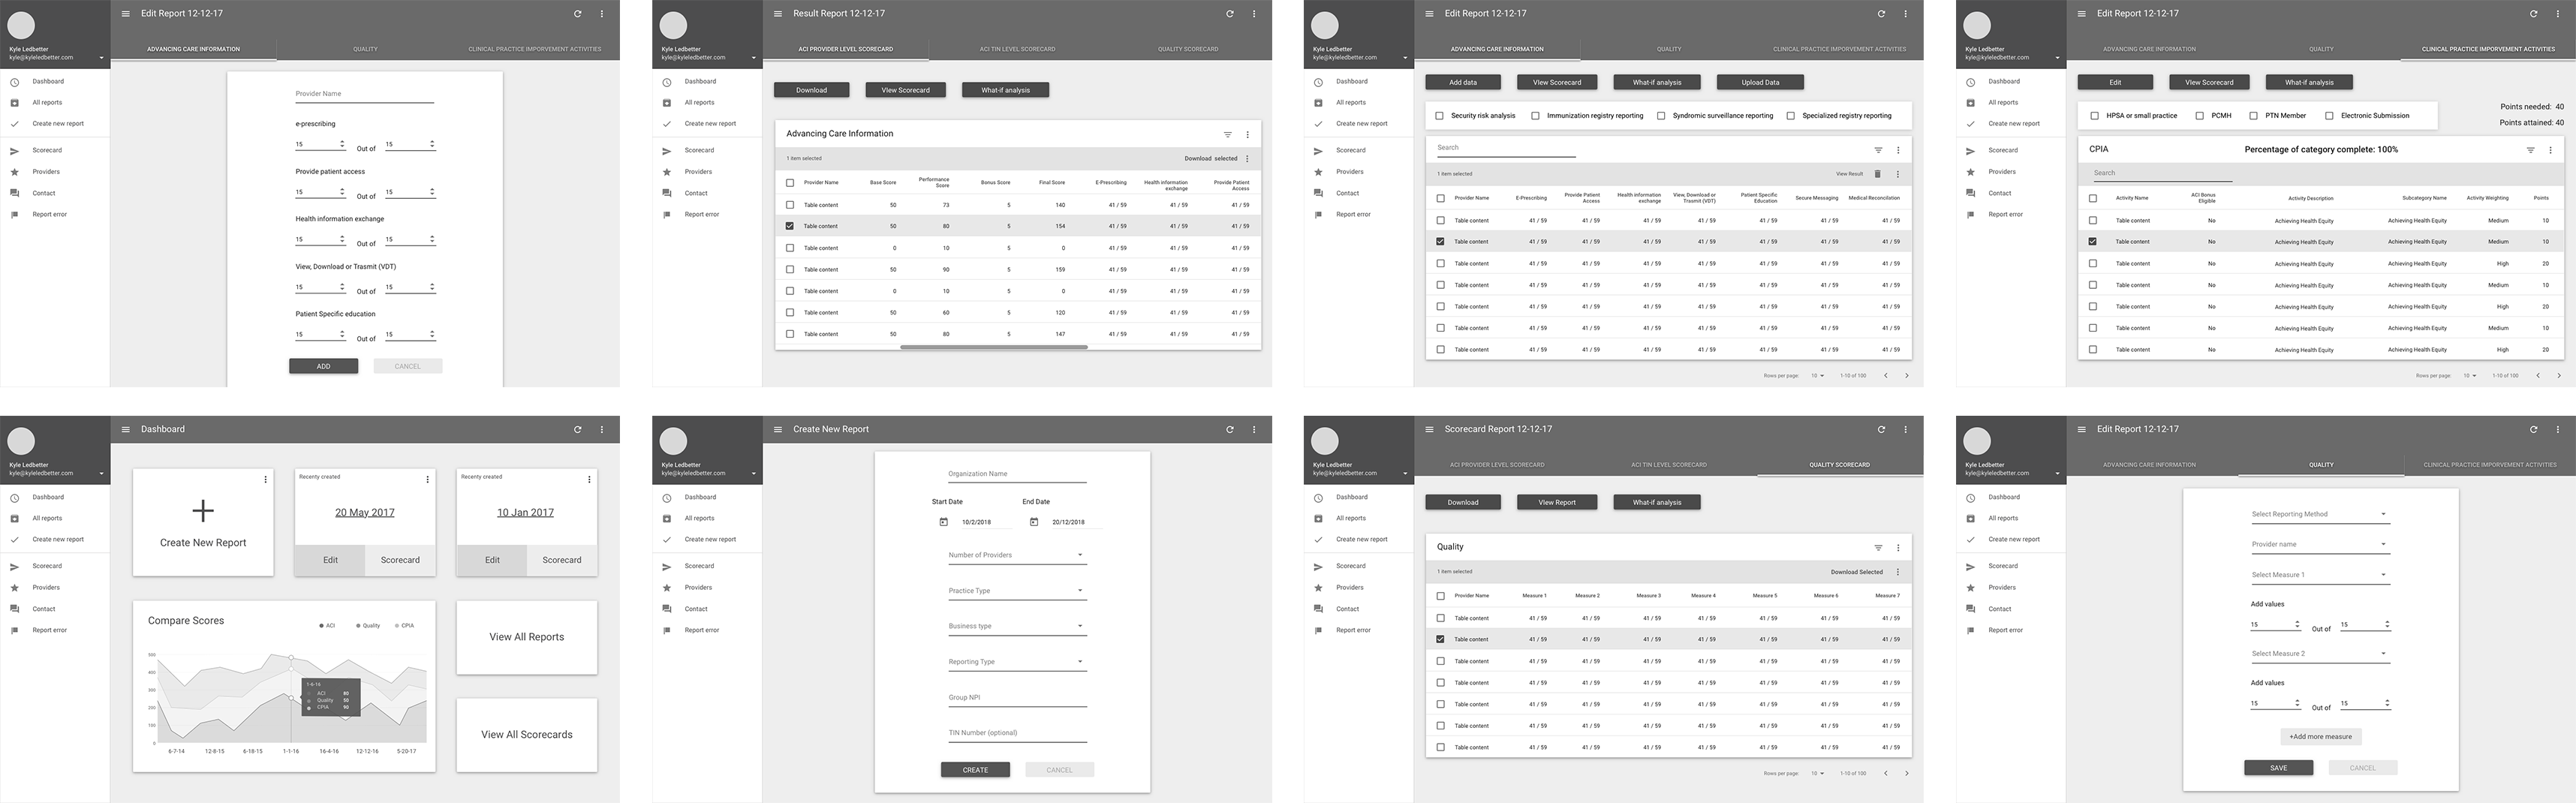 Edit Report 12-12-17
Kyle Ledbetter
kyle@kyleledbetter.com
ADVANCING CARE INFORMATION QUALITY CLINICAL PRACTICE IMPORVEMENT ACTIVITIES
Dashboard
All reports
Create new report
Scorecard
Providers
Contact
Report error
Provider Name
e-prescribing
15 Out of 15
Provide patient access
15 Out of 15
Health information exchange
15 Out of 15
View, Download or Trasmit (VDT)
15 Out of 15
Patient Specific education
15 Out of 15
ADD CANCEL
Result Report 12-12-17
Kyle Ledbetter
kyle@kyleledbetter.com
ACI PROVIDER LEVEL SCORECARD ACI TIN LEVEL SCORECARD QUALITY SCORECARD
Dashboard
All reports
Create new report
Scorecard
Providers
Contact
Report error
Download VIew Scorecard What-if analysis
Advancing Care Information
1 item selected Download selected
Provider Name Base Score Performance Score Bonus Score Final Score E-Prescribing Health information exchange Provide Patient Access
Table content 50 73 5 140 41 / 59 41 / 59 41 / 59
Table content 50 80 5 154 41 / 59 41 / 59 41 / 59
Table content 0 10 5 0 41 / 59 41 / 59 41 / 59
Table content 50 90 5 159 41 / 59 41 / 59 41 / 59
Table content 0 10 5 0 41 / 59 41 / 59 41 / 59
Table content 50 60 5 120 41 / 59 41 / 59 41 / 59
Table content 50 80 5 147 41 / 59 41 / 59 41 / 59
Edit Report 12-12-17
Kyle Ledbetter
kyle@kyleledbetter.com
ADVANCING CARE INFORMATION QUALITY CLINICAL PRACTICE IMPORVEMENT ACTIVITIES
Dashboard
All reports
Create new report
Scorecard
Providers
Contact
Report error
Add data VIew Scorecard What-if analysis Upload Data
Security risk analysis Immunization registry reporting Syndromic surveillance reporting Specialized registry reporting
Search
1 item selected View Result
Provider Name E-Prescribing Provide Patient Access Health information exchange View, Download or Trasmit (VDT) Patient Specific Education Secure Messaging Medical Reconcilation
Table content 41 / 59 41 / 59 41 / 59 41 / 59 41 / 59 41 / 59 41 / 59
Table content 41 / 59 41 / 59 41 / 59 41 / 59 41 / 59 41 / 59 41 / 59
Table content 41 / 59 41 / 59 41 / 59 41 / 59 41 / 59 41 / 59 41 / 59
Table content 41 / 59 41 / 59 41 / 59 41 / 59 41 / 59 41 / 59 41 / 59
Table content 41 / 59 41 / 59 41 / 59 41 / 59 41 / 59 41 / 59 41 / 59
Table content 41 / 59 41 / 59 41 / 59 41 / 59 41 / 59 41 / 59 41 / 59
Table content 41 / 59 41 / 59 41 / 59 41 / 59 41 / 59 41 / 59 41 / 59
Rows per page: 10 1-10 of 100
Edit Report 12-12-17
Kyle Ledbetter
kyle@kyleledbetter.com
ADVANCING CARE INFORMATION QUALITY CLINICAL PRACTICE IMPORVEMENT ACTIVITIES
Dashboard
All reports
Create new report
Scorecard
Providers
Contact
Report error
Edit VIew Scorecard What-if analysis
Points needed: 40
HPSA or small practice PCMH PTN Member Electronic Submission
Points attained: 40
CPIA Percentage of category complete: 100%
Search
Activity Name ACI Bonus Eligible Activity Description Subcategory Name Activity Weighting Points
Table content No Achieving Health Equity Achieving Health Equity Medium 10
Table content No Achieving Health Equity Achieving Health Equity Medium 10
Table content No Achieving Health Equity Achieving Health Equity High 20
Table content No Achieving Health Equity Achieving Health Equity Medium 10
Table content No Achieving Health Equity Achieving Health Equity High 20
Table content No Achieving Health Equity Achieving Health Equity Medium 10
Table content No Achieving Health Equity Achieving Health Equity High 20
Rows per page: 10 1-10 of 100
Dashboard
Kyle Ledbetter
kyle@kyleledbetter.com
Dashboard
All reports
Create new report
Scorecard
Providers
Contact
Report error
Create New Report
Recently created
20 May 2017
Edit Scorecard
Recently created
10 Jan 2017
Edit Scorecard
Compare Scores
ACI Quality CPIA
500
400
300
200
100
0
1-6-16
ACI 80
Quality 50
CPIA 90
6-7-14 12-8-15 6-18-15 1-1-16 16-4-16 12-12-16 5-20-17
View All Reports
View All Scorecards
Create New Report
Kyle Ledbetter
kyle@kyleledbetter.com
Dashboard
All reports
Create new report
Scorecard
Providers
Contact
Report error
Organization Name
Start Date End Date
10/2/2018 20/12/2018
Number of Providers
Practice Type
Business type
Reporting Type
Group NPI
TIN Number (optional)
CREATE CANCEL
Scorecard Report 12-12-17
Kyle Ledbetter
kyle@kyleledbetter.com
ACI PROVIDER LEVEL SCORECARD ACI TIN LEVEL SCORECARD QUALITY SCORECARD
Dashboard
All reports
Create new report
Scorecard
Providers
Contact
Report error
Download VIew Report What-if analysis
Quality
1 item selected Download Selected
Provider Name Measure 1 Measure 2 Measure 3 Measure 4 Measure 5 Measure 6 Measure 7
Table content 41 / 59 41 / 59 41 / 59 41 / 59 41 / 59 41 / 59 41 / 59
Table content 41 / 59 41 / 59 41 / 59 41 / 59 41 / 59 41 / 59 41 / 59
Table content 41 / 59 41 / 59 41 / 59 41 / 59 41 / 59 41 / 59 41 / 59
Table content 41 / 59 41 / 59 41 / 59 41 / 59 41 / 59 41 / 59 41 / 59
Table content 41 / 59 41 / 59 41 / 59 41 / 59 41 / 59 41 / 59 41 / 59
Table content 41 / 59 41 / 59 41 / 59 41 / 59 41 / 59 41 / 59 41 / 59
Table content 41 / 59 41 / 59 41 / 59 41 / 59 41 / 59 41 / 59 41 / 59
Rows per page: 10 1-10 of 100
Edit Report 12-12-17
Kyle Ledbetter
kyle@kyleledbetter.com
ADVANCING CARE INFORMATION QUALITY CLINICAL PRACTICE IMPORVEMENT ACTIVITIES
Dashboard
All reports
Create new report
Scorecard
Providers
Contact
Report error
Select Reporting Method
Provider name
Select Measure 1
Add values
15 Out of 15
Select Measure 2
Add values
15 Out of 15
+Add more measure
SAVE CANCEL